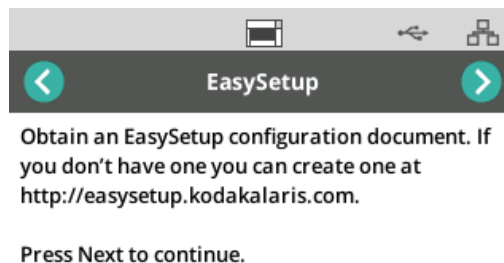 EasySetup
Obtain an EasySetup configuration document. If
you don't have one you can create one at
http://easysetup.kodakalaris.com.
Press Next to continue.